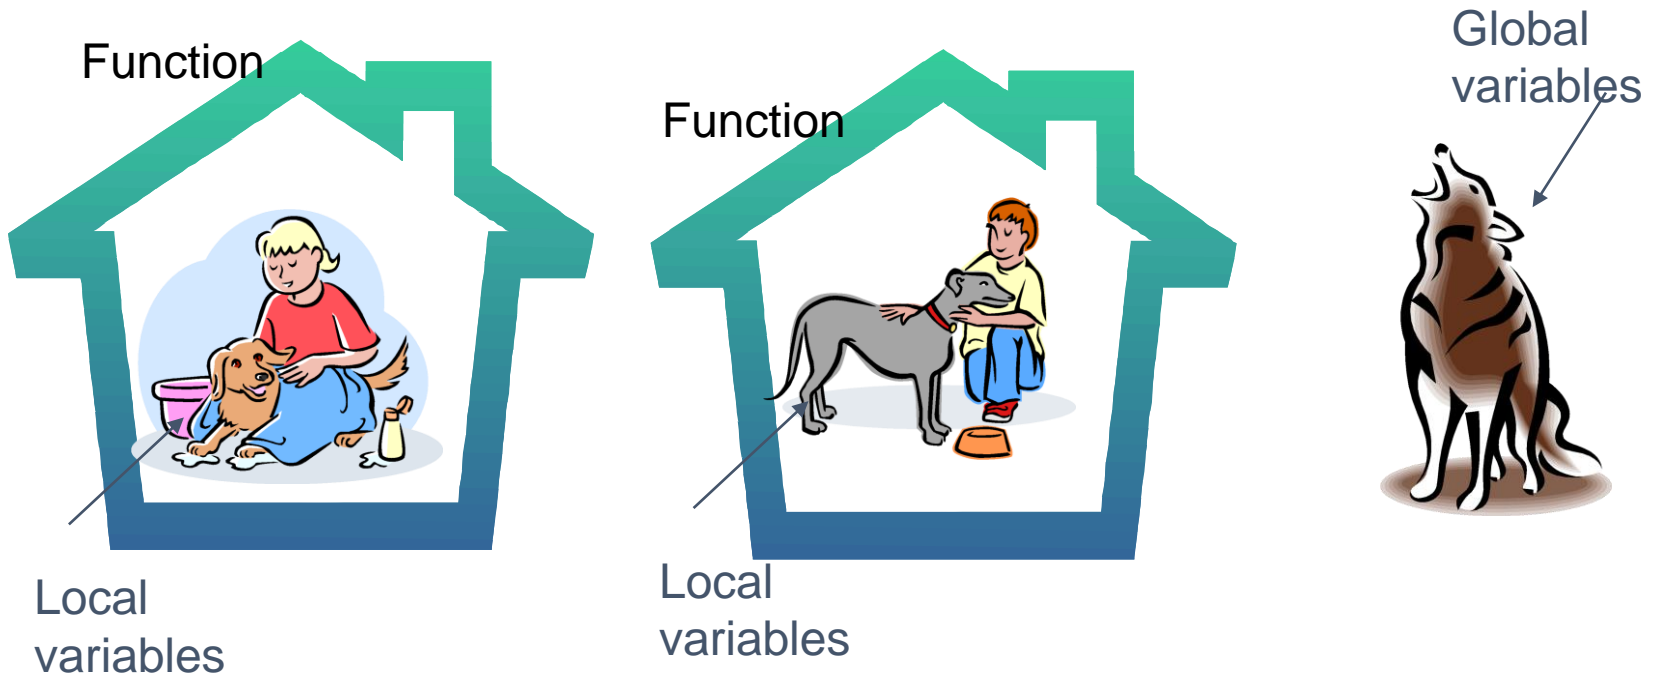 Function
Local
variables
Function
Local
variables
Global
variables